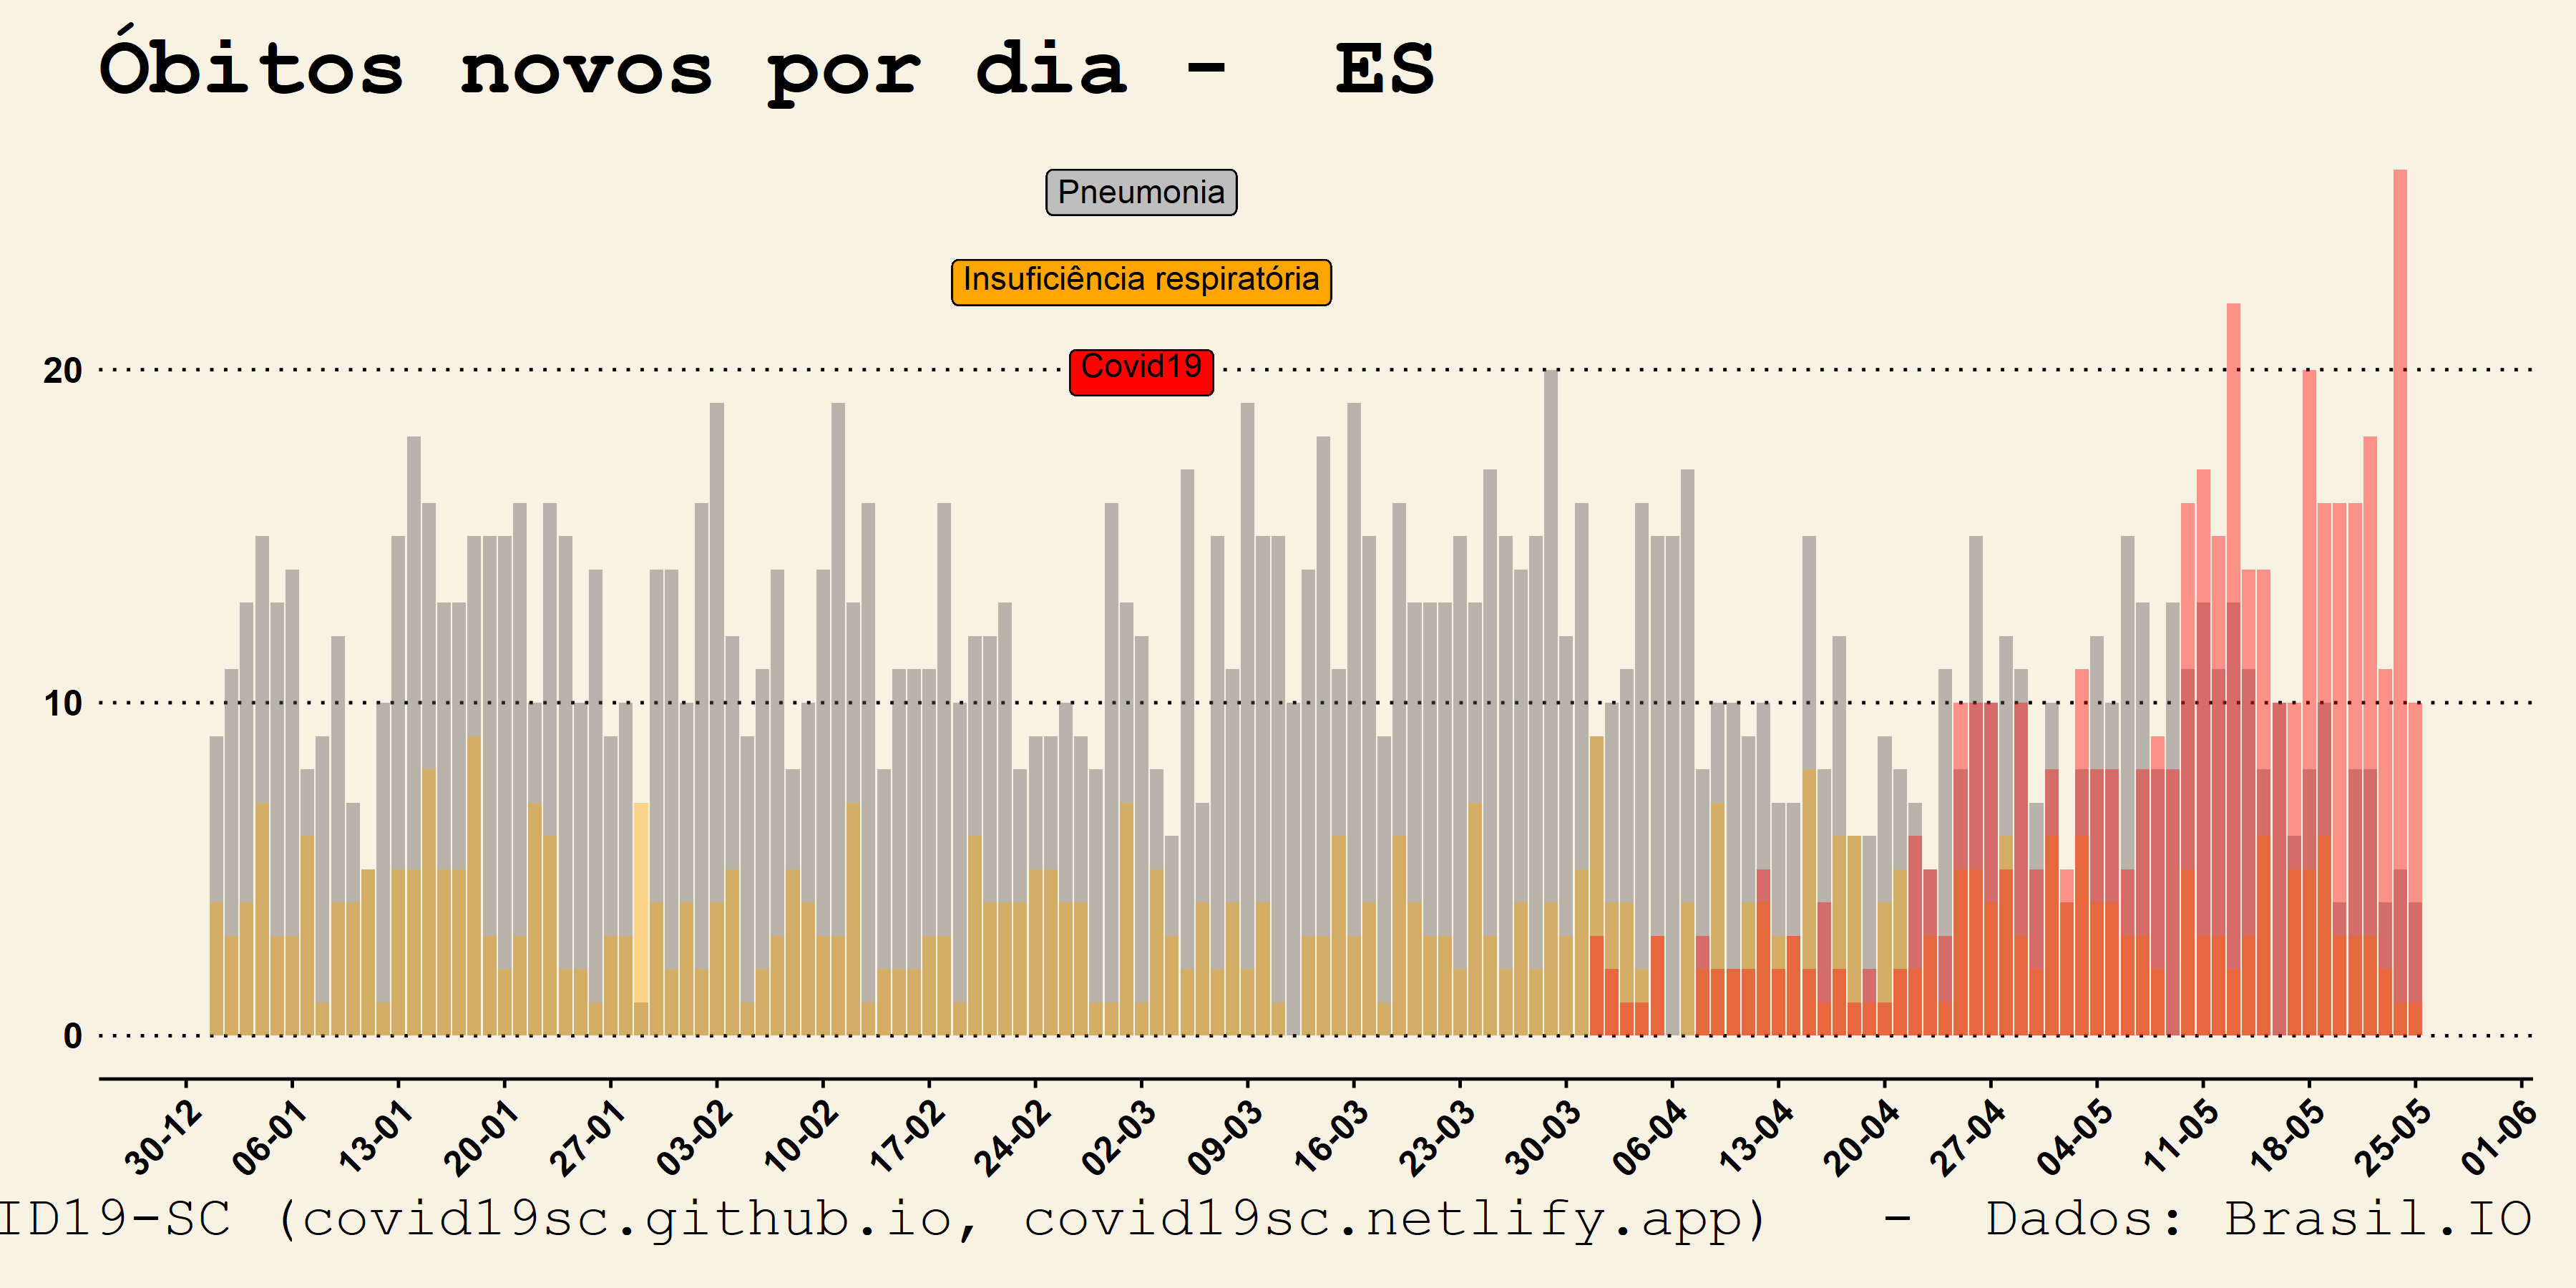 Óbitos novos por dia - ES
Pneumonia
Insuficiência respiratória
Covid19
20
10
0
30-12 06-01 13-01 20-01 27-01 03-02 10-02 17-02 24-02 02-03 09-03 16-03 23-03 30-03 06-04 13-04 20-04 27-04 04-05 11-05 18-05 25-05 01-06
ID19-SC (covid19sc.github.io, covid19sc.netlify.app) - Dados: Brasil.IO